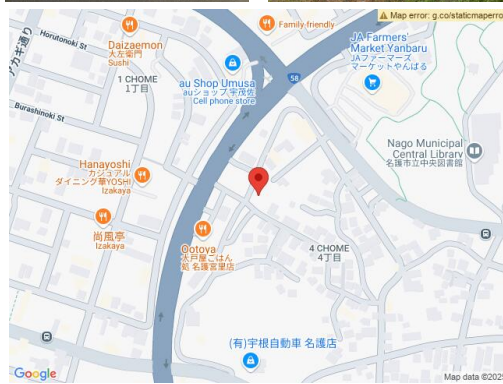 Map error: g.co/staticmaperro
Family-friendly
Horutonoki St
Daizaemon
大左衛門
Sushi
アカギ通り
JA Farmers'
Market Yanbaru
JAファーマーズ
マーケットやんばる
au Shop Umusa
auショップ 宇茂佐
Cell phone store
58
1 CHOME
1丁目
Burashinoki St
Nago Municipal
Central Library
名護市立中央図書館
Hanayoshi
カジュアル
ダイニング華YOSHI
Izakaya
尚風亭
Izakaya
Ootoya
大戸屋ごはん
処 名護宮里店
4 CHOME
4丁目
(有)宇根自動車 名護店
Google
Map data ©202